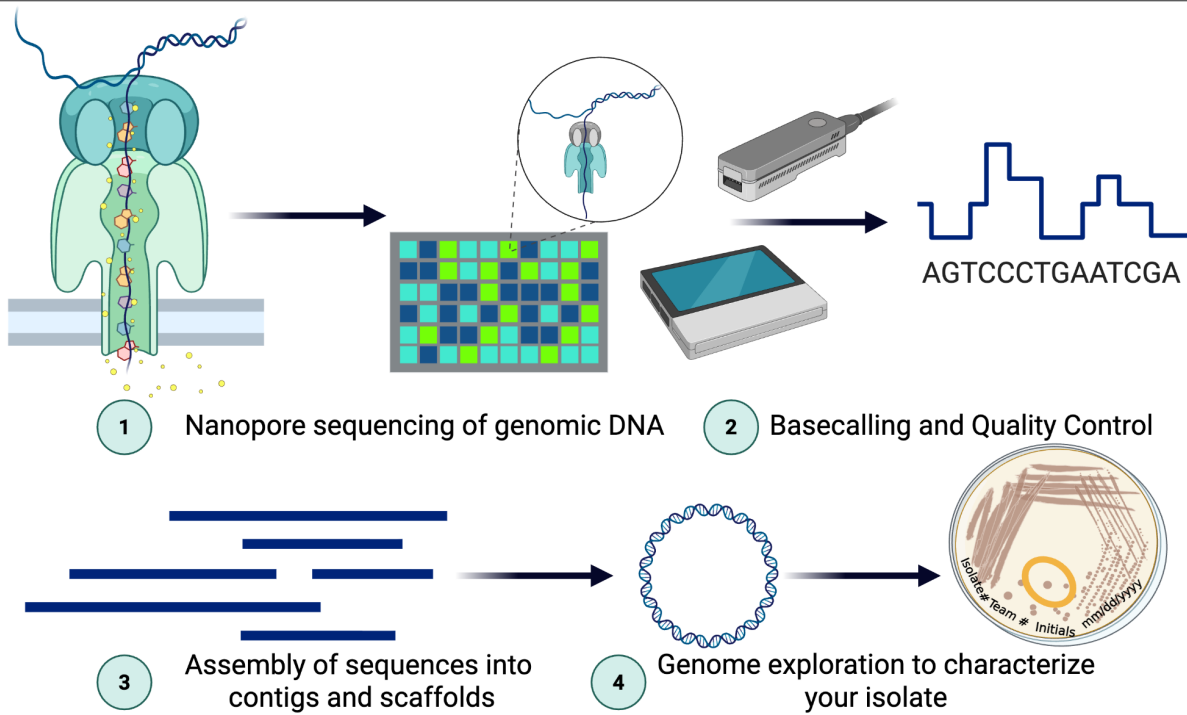 AGTCCCTGAATCGA
1 Nanopore sequencing of genomic DNA
2 Basecalling and Quality Control
Isolate# Team # Initials mm/dd/yyyy
3 Assembly of sequences into
contigs and scaffolds
4 Genome exploration to characterize
your isolate